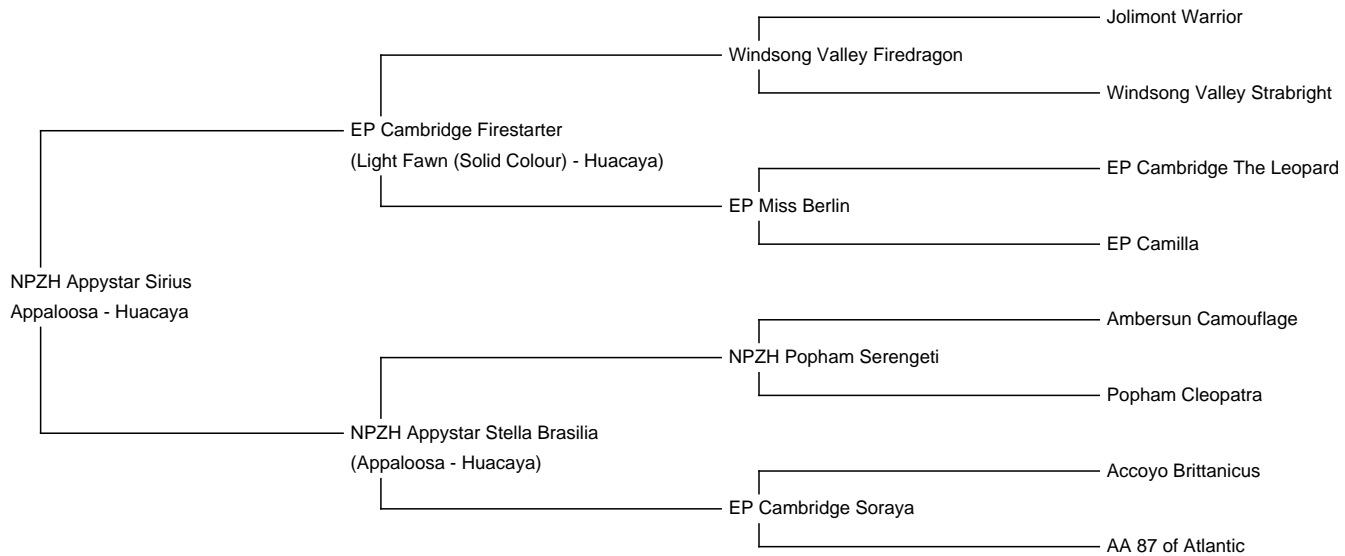 Jolimont Warrior
Windsong Valley Firedragon
Windsong Valley Strabright
EP Cambridge Firestarter
(Light Fawn (Solid Colour) - Huacaya)
EP Cambridge The Leopard
EP Miss Berlin
EP Camilla
NPZH Appystar Sirius
Appaloosa - Huacaya
Ambersun Camouflage
NPZH Popham Serengeti
Popham Cleopatra
NPZH Appystar Stella Brasilia
(Appaloosa - Huacaya)
Accoyo Brittanicus
EP Cambridge Soraya
AA 87 of Atlantic